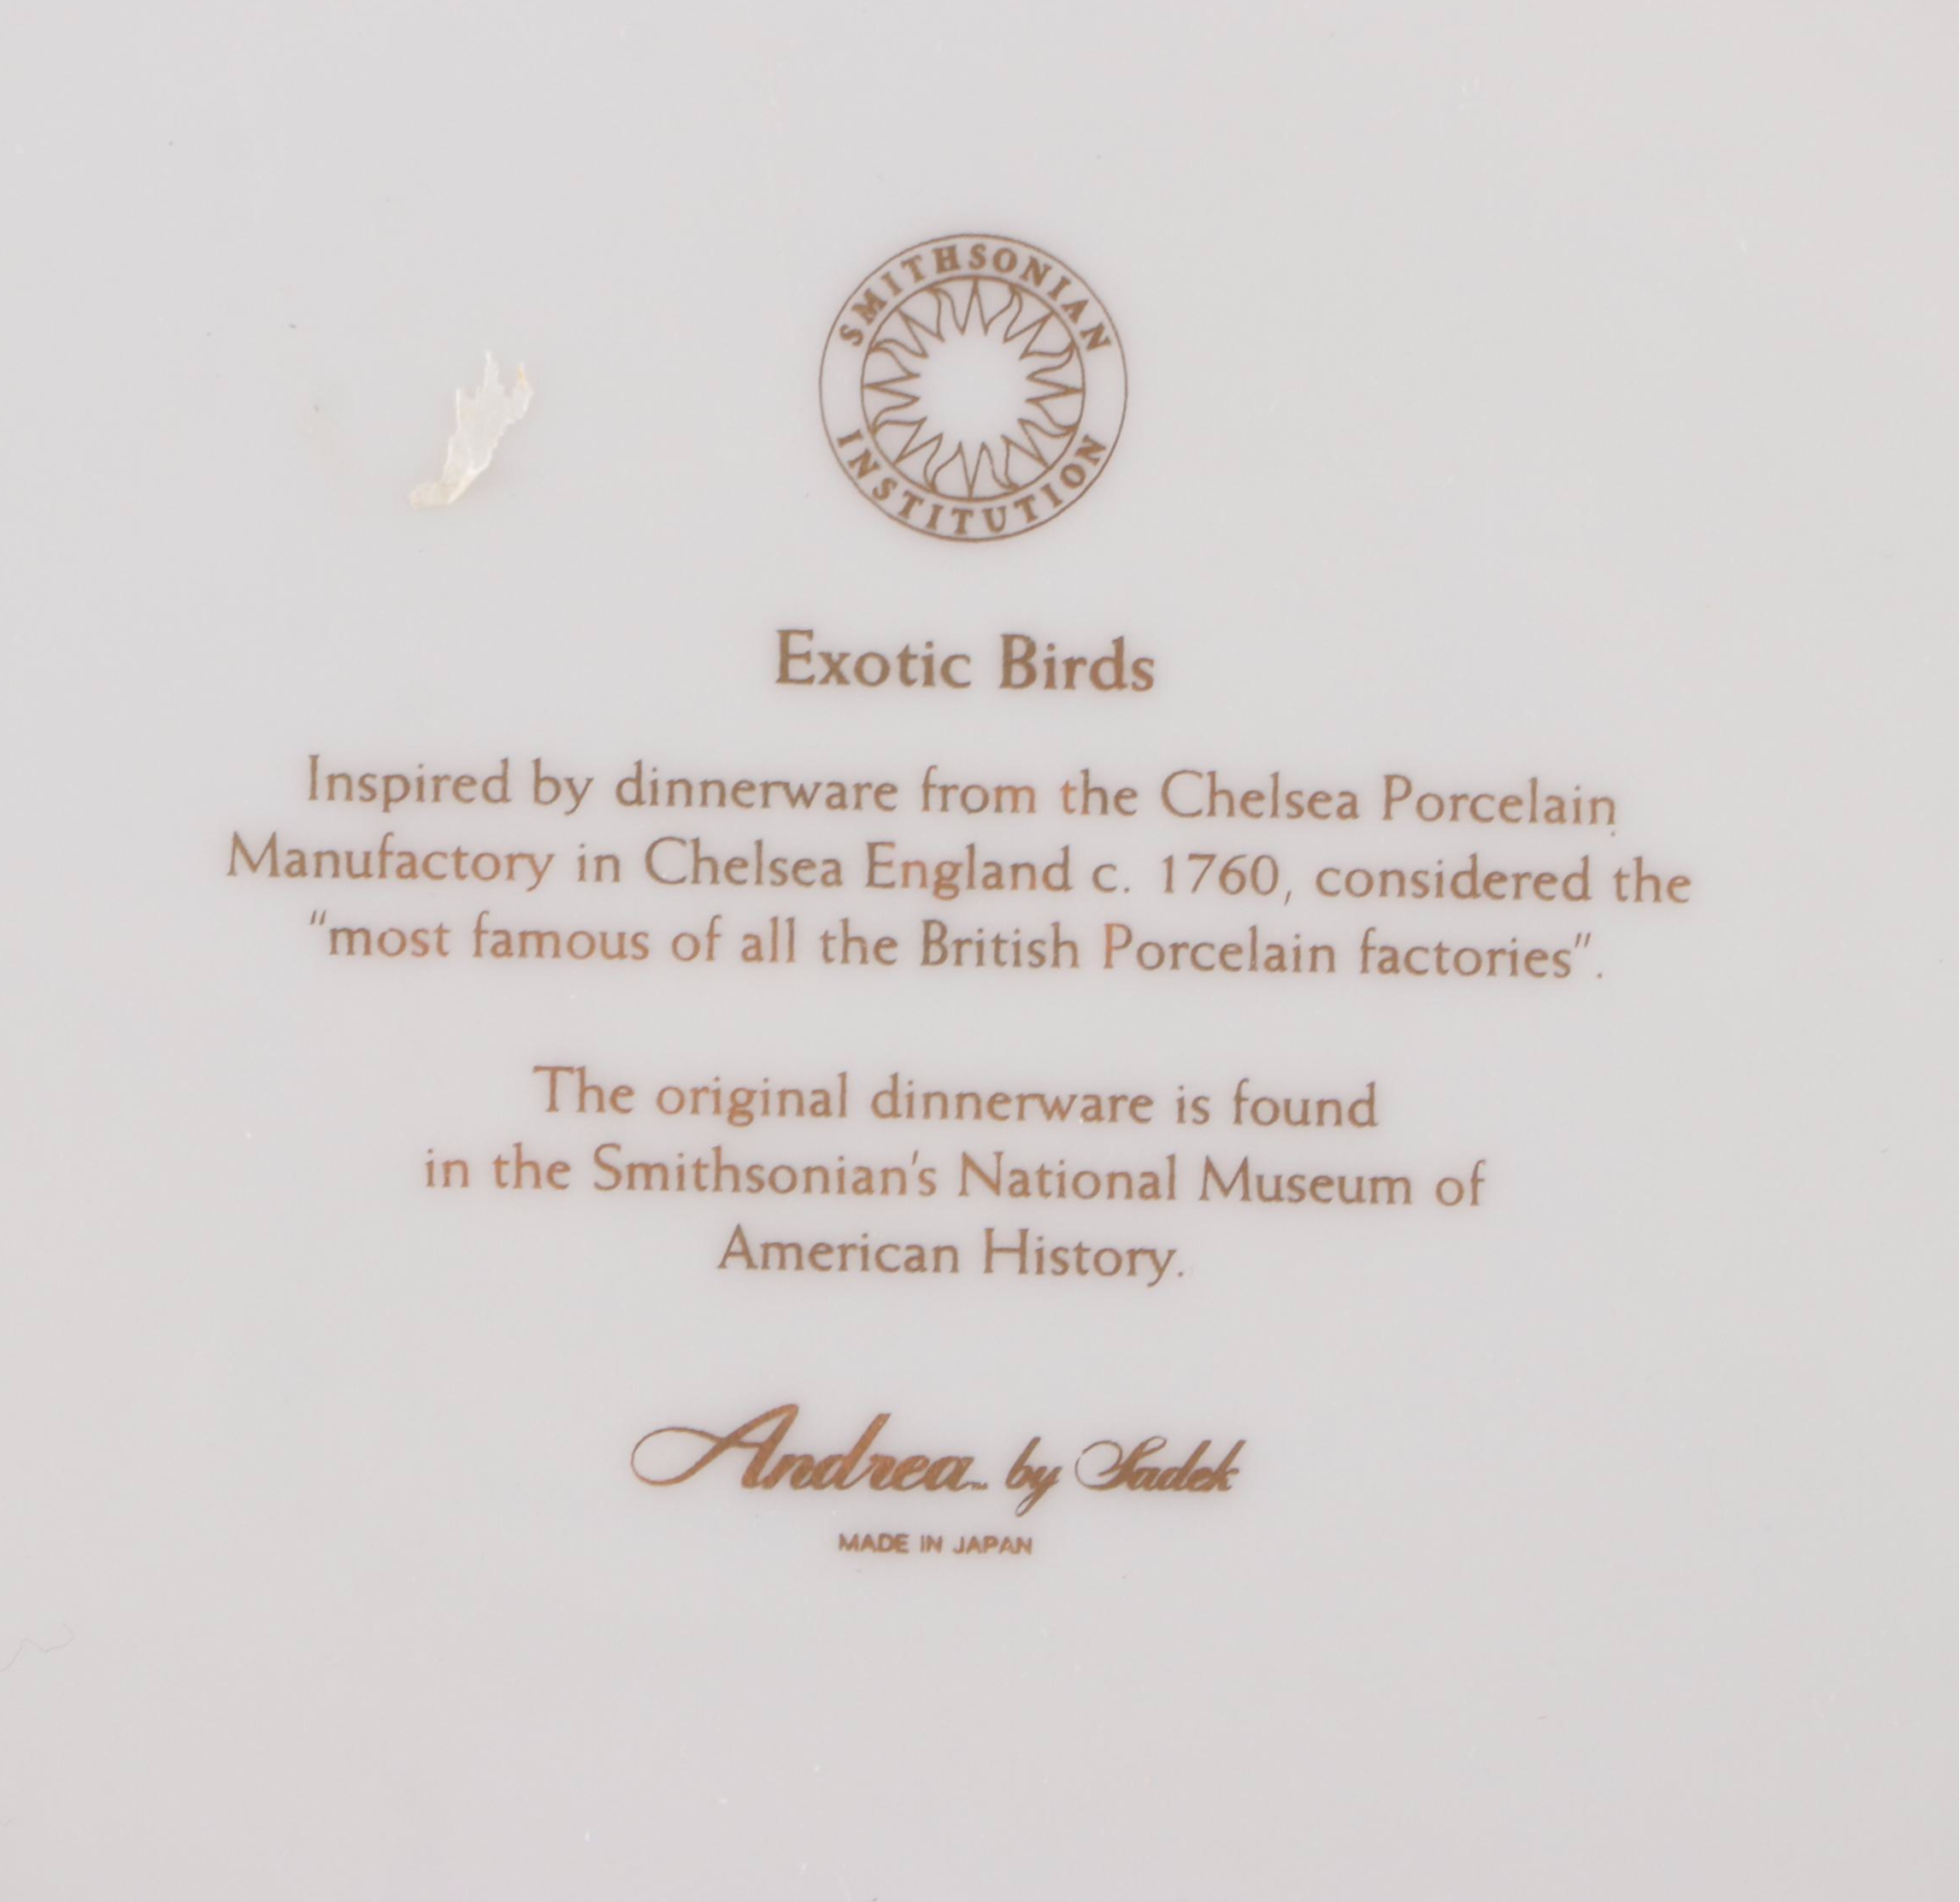 SMITHSONIAN
INSTITUTION
Exotic Birds
Inspired by dinnerware from the Chelsea Porcelain
Manufactory in Chelsea England c. 1760, considered the
"most famous of all the British Porcelain factories".
The original dinnerware is found
in the Smithsonian's National Museum of
American History.
Andrea™ by Sadek
MADE IN JAPAN